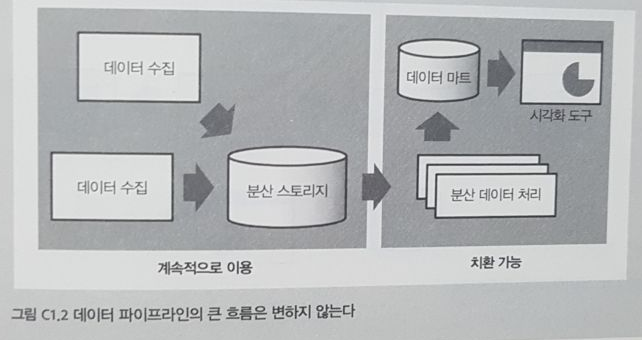 데이터 수집
데이터 마트
시각화 도구
데이터 수집
분산 스토리지
분산 데이터 처리
계속적으로 이용
치환 가능
그림 C1.2 데이터 파이프라인의 큰 흐름은 변하지 않는다